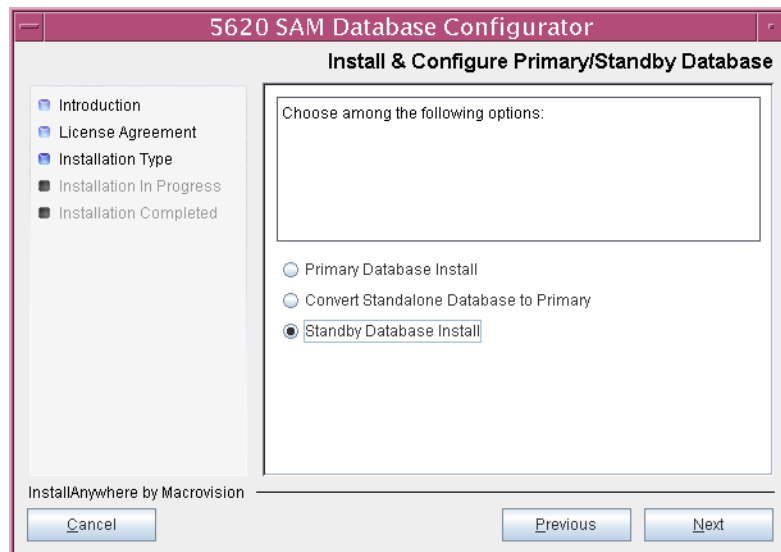 5620 SAM Database Configurator
Install & Configure Primary/Standby Database
Introduction
License Agreement
Installation Type
Installation In Progress
Installation Completed
Choose among the following options:
Primary Database Install
Convert Standalone Database to Primary
Standby Database Install
InstallAnywhere by Macrovision
Cancel
Previous
Next